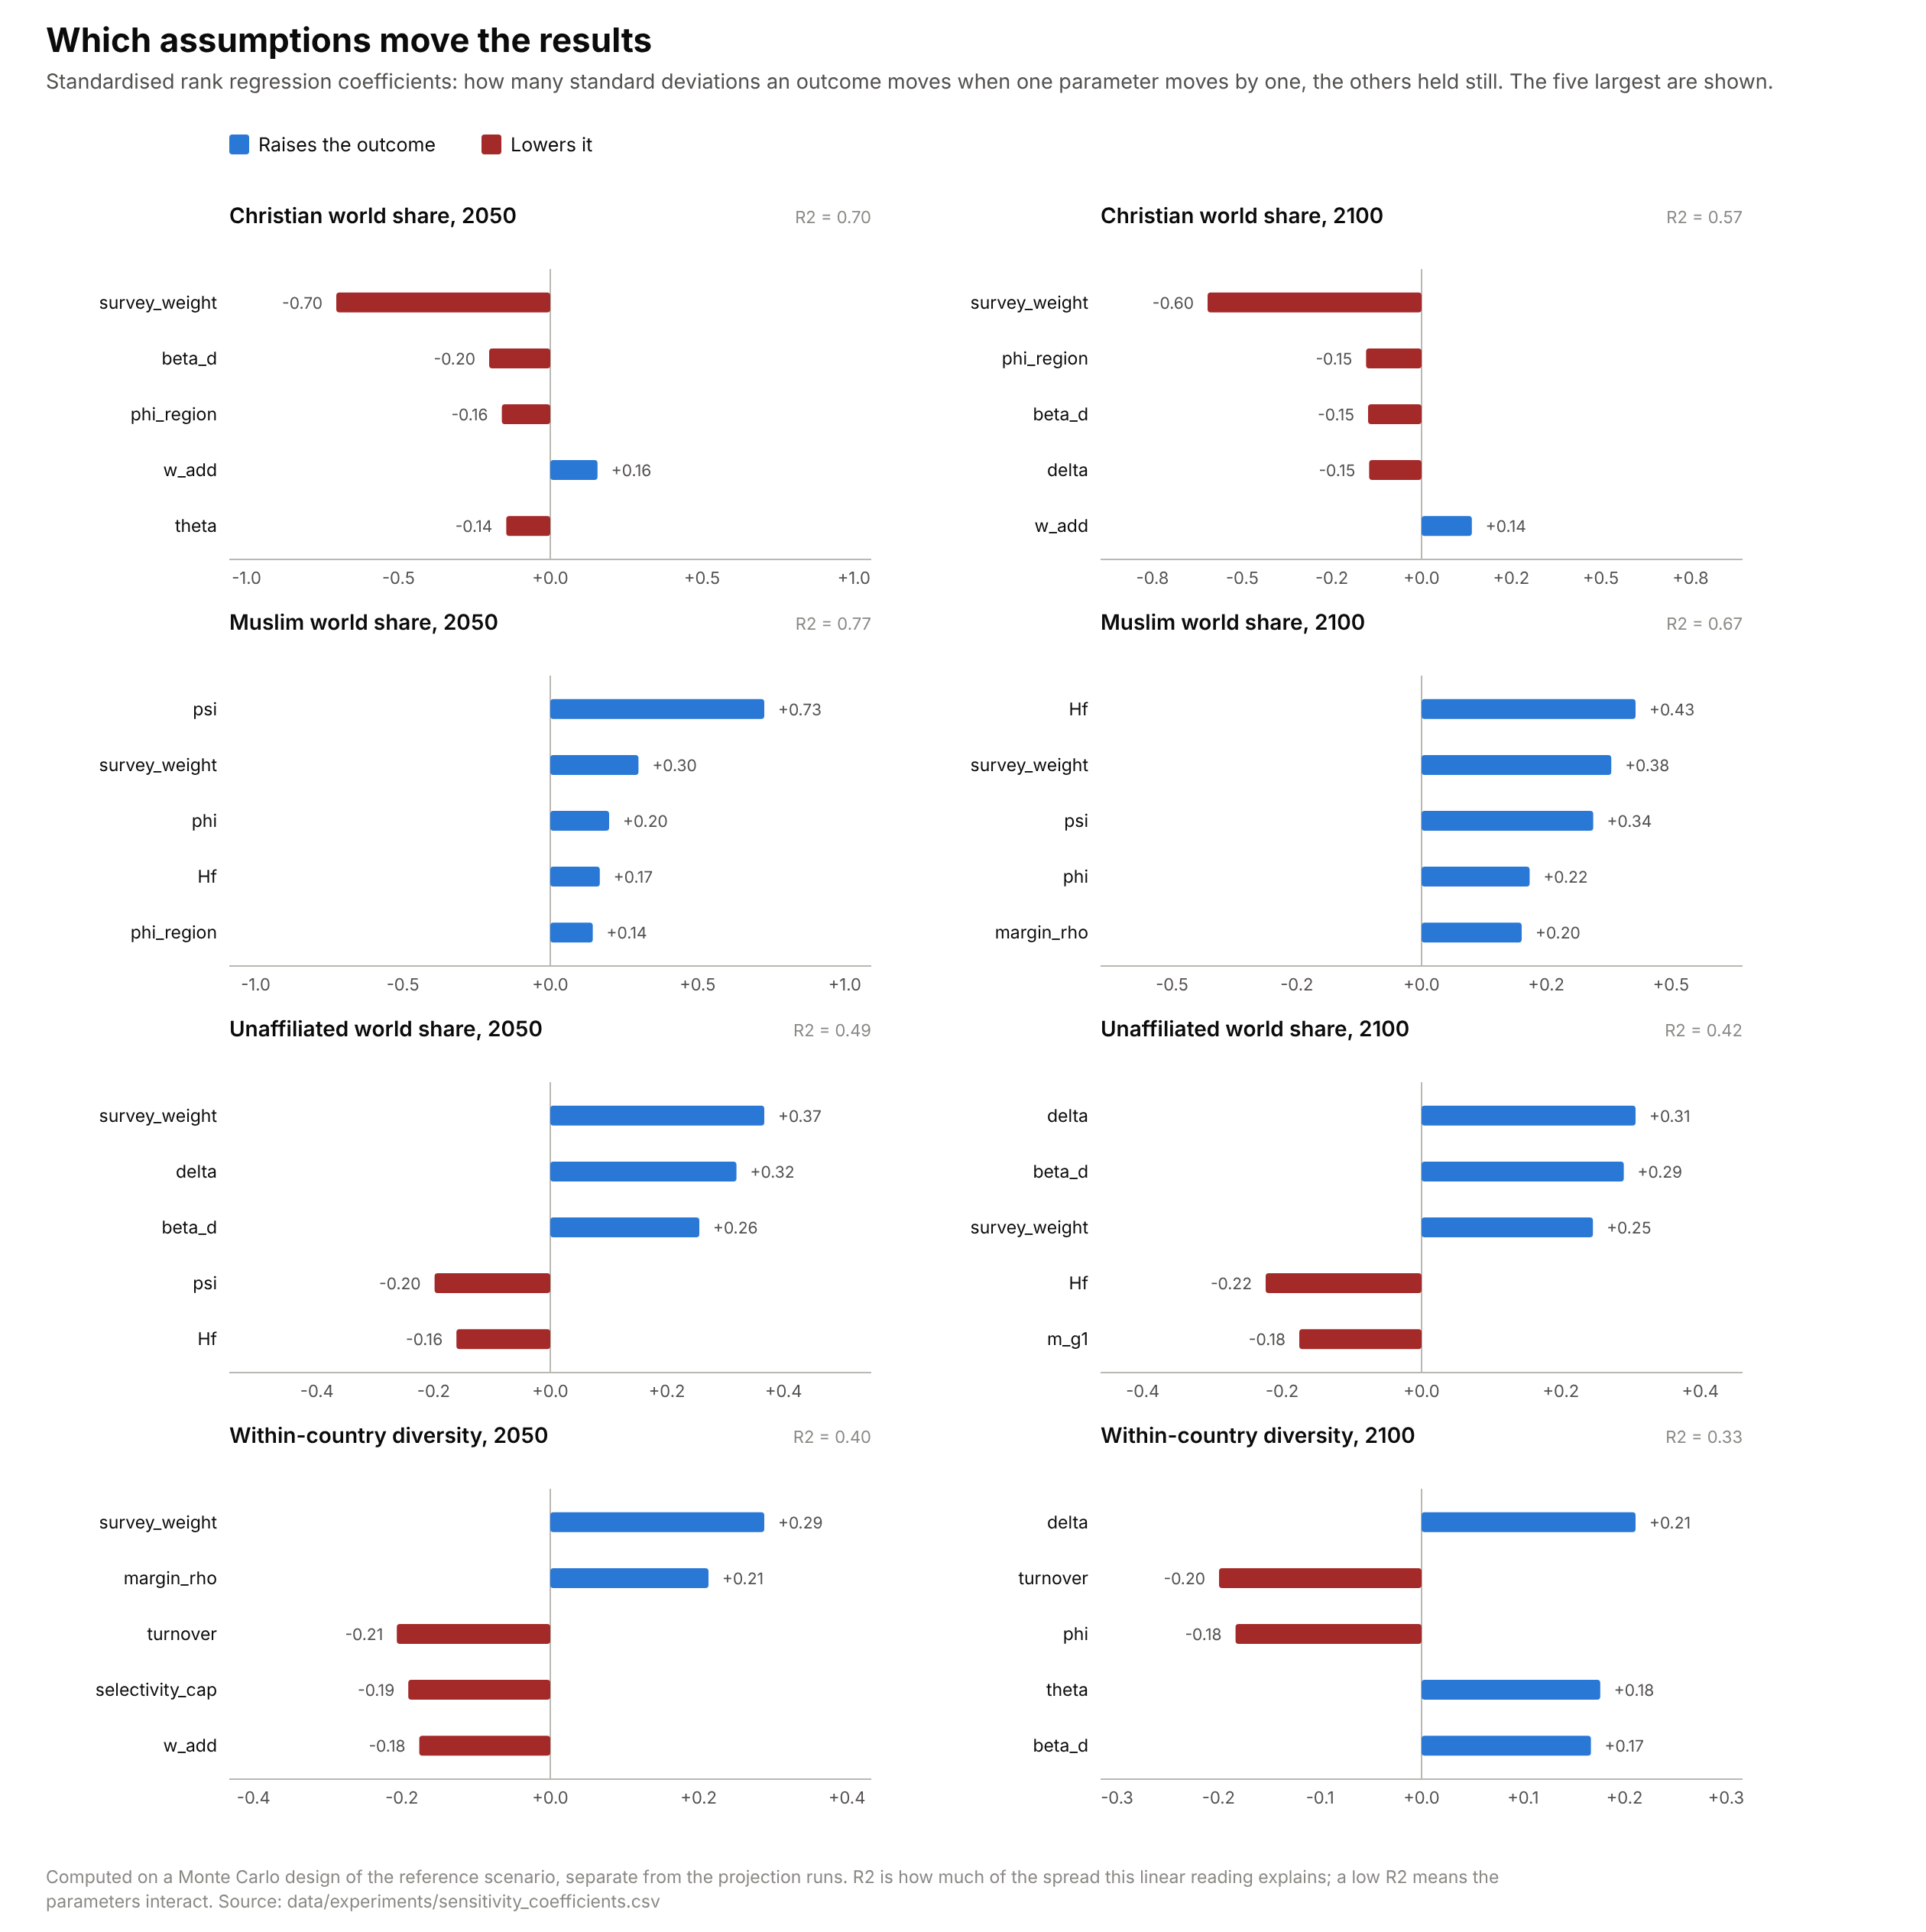 Which assumptions move the results
Standardised rank regression coefficients: how many standard deviations an outcome moves when one parameter moves by one, the others held still. The five largest are shown.
Raises the outcome
Lowers it
Christian world share, 2050
R2 = 0.70
survey_weight
-0.70
beta_d
-0.20
phi_region
-0.16
w_add
+0.16
theta
-0.14
-1.0 -0.5 +0.0 +0.5 +1.0
Christian world share, 2100
R2 = 0.57
survey_weight
-0.60
phi_region
-0.15
beta_d
-0.15
delta
-0.15
w_add
+0.14
-0.8 -0.5 -0.2 +0.0 +0.2 +0.5 +0.8
Muslim world share, 2050
R2 = 0.77
psi
+0.73
survey_weight
+0.30
phi
+0.20
Hf
+0.17
phi_region
+0.14
-1.0 -0.5 +0.0 +0.5 +1.0
Muslim world share, 2100
R2 = 0.67
Hf
+0.43
survey_weight
+0.38
psi
+0.34
phi
+0.22
margin_rho
+0.20
-0.5 -0.2 +0.0 +0.2 +0.5
Unaffiliated world share, 2050
R2 = 0.49
survey_weight
+0.37
delta
+0.32
beta_d
+0.26
psi
-0.20
Hf
-0.16
-0.4 -0.2 +0.0 +0.2 +0.4
Unaffiliated world share, 2100
R2 = 0.42
delta
+0.31
beta_d
+0.29
survey_weight
+0.25
Hf
-0.22
m_g1
-0.18
-0.4 -0.2 +0.0 +0.2 +0.4
Within-country diversity, 2050
R2 = 0.40
survey_weight
+0.29
margin_rho
+0.21
turnover
-0.21
selectivity_cap
-0.19
w_add
-0.18
-0.4 -0.2 +0.0 +0.2 +0.4
Within-country diversity, 2100
R2 = 0.33
delta
+0.21
turnover
-0.20
phi
-0.18
theta
+0.18
beta_d
+0.17
-0.3 -0.2 -0.1 +0.0 +0.1 +0.2 +0.3
Computed on a Monte Carlo design of the reference scenario, separate from the projection runs. R2 is how much of the spread this linear reading explains; a low R2 means the
parameters interact. Source: data/experiments/sensitivity_coefficients.csv